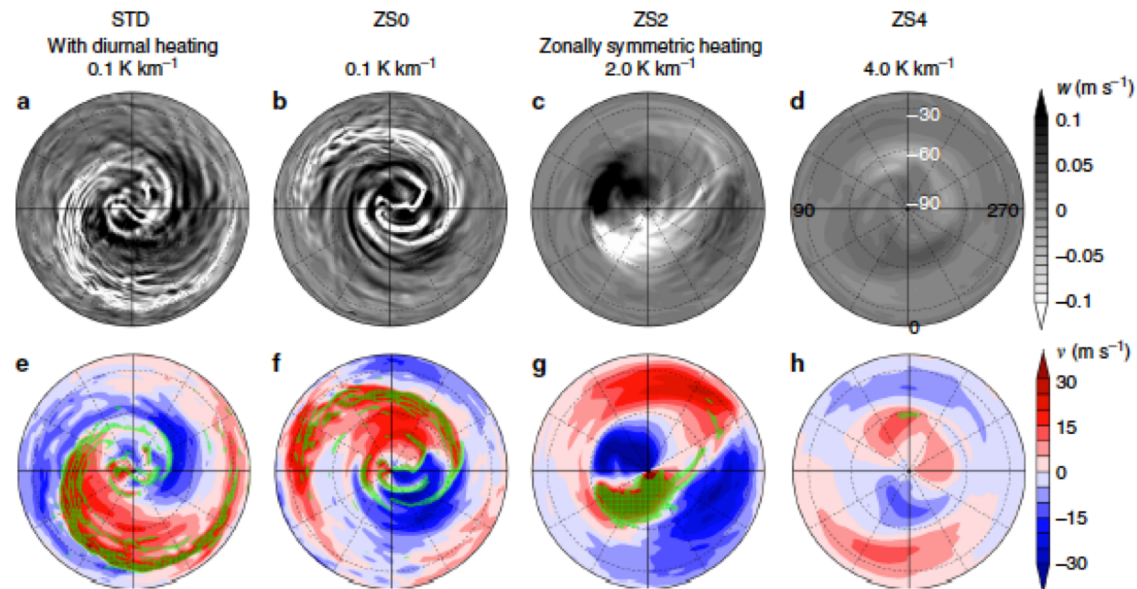 STD
ZS0
ZS2
ZS4
With diurnal heating
Zonally symmetric heating
0.1 K km⁻¹
0.1 K km⁻¹
2.0 K km⁻¹
4.0 K km⁻¹
a
b
c
d
w (m s⁻¹)
0.1
0.05
0
−0.05
−0.1
−30
−60
−90
90
270
0
e
f
g
h
v (m s⁻¹)
30
15
0
−15
−30